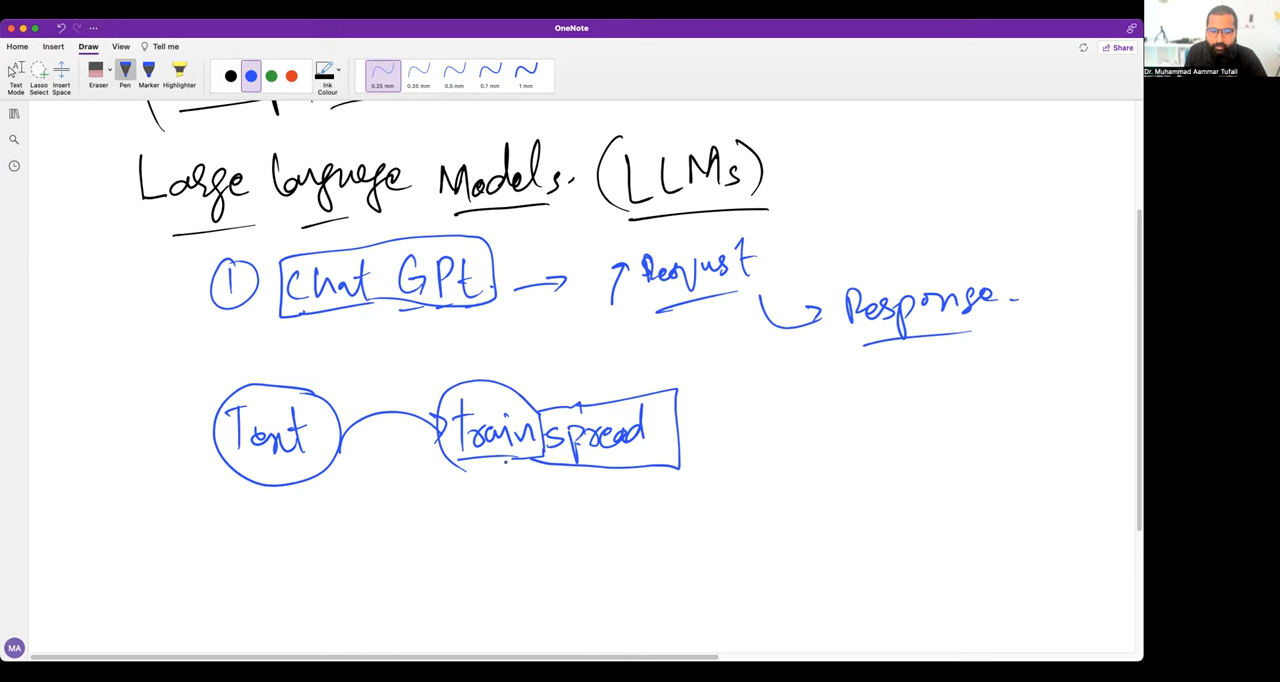 OneNote
Home Insert Draw View Tell me
Share
Text Mode
Lasso Select
Insert Space
Eraser
Pen
Marker
Highlighter
Ink Colour
0.25 mm
0.35 mm
0.5 mm
0.7 mm
1 mm
Dr. Muhammad Aammar Tufail
Large language Models. (LLMs)
① Chat GPt. → ↑ Request
Response.
Text train spread
MA